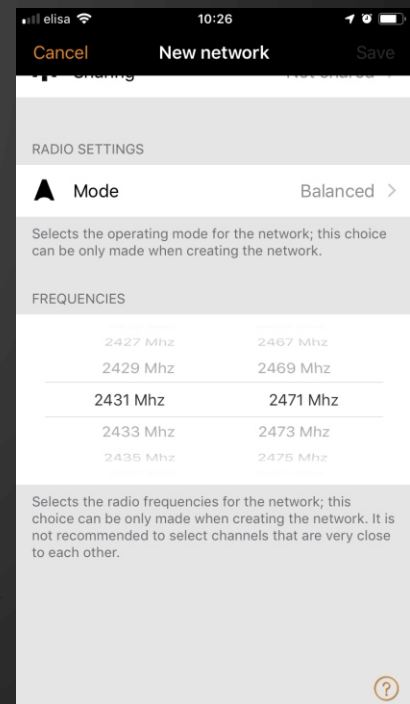 elisa 10:26
Cancel New network Save
Sharing Not shared
RADIO SETTINGS
Mode Balanced
Selects the operating mode for the network; this choice
can be only made when creating the network.
FREQUENCIES
2427 Mhz 2467 Mhz
2429 Mhz 2469 Mhz
2431 Mhz 2471 Mhz
2433 Mhz 2473 Mhz
2435 Mhz 2475 Mhz
Selects the radio frequencies for the network; this
choice can be only made when creating the network. It is
not recommended to select channels that are very close
to each other.
?